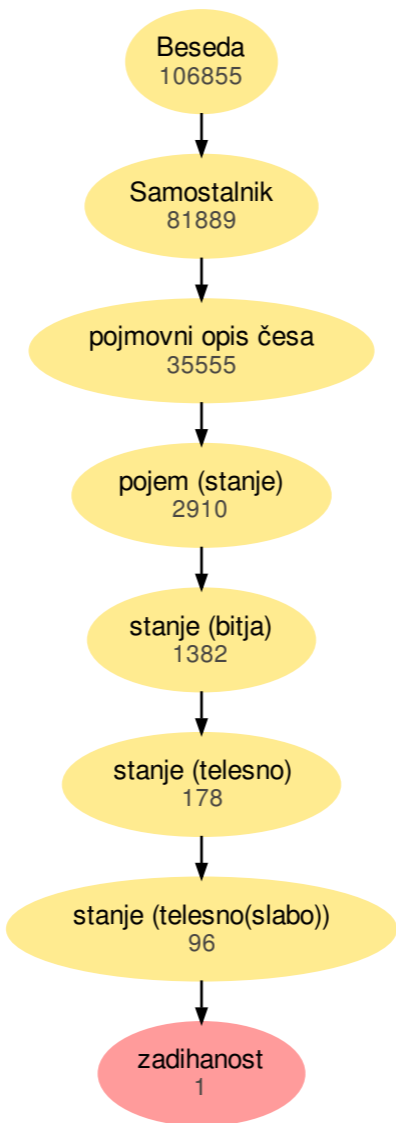 Beseda
106855
Samostalnik
81889
pojmovni opis česa
35555
pojem (stanje)
2910
stanje (bitja)
1382
stanje (telesno)
178
stanje (telesno(slabo))
96
zadihanost
1